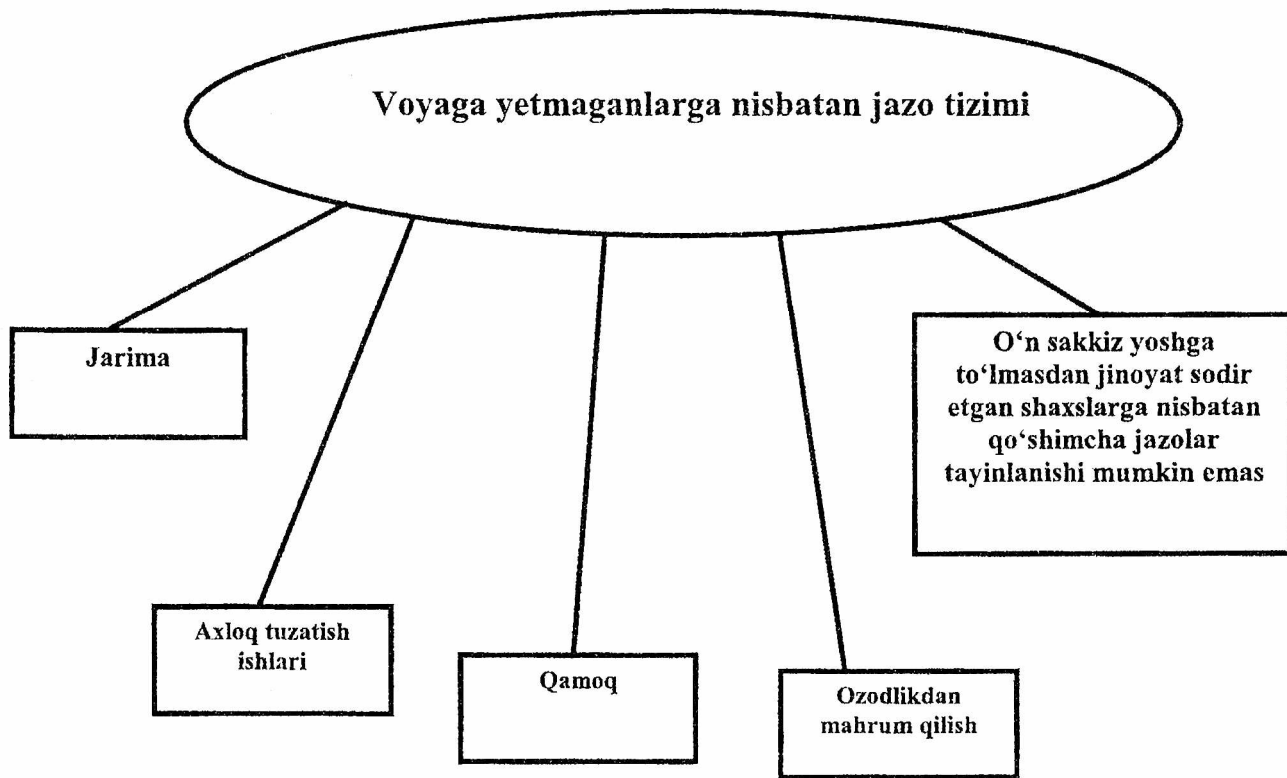 Voyaga yetmaganlarga nisbatan jazo tizimi
Jarima
O‘n sakkiz yoshga
to‘lmasdan jinoyat sodir
etgan shaxslarga nisbatan
qo‘shimcha jazolar
tayinlanishi mumkin emas
Axloq tuzatish
ishlari
Qamoq
Ozodlikdan
mahrum qilish